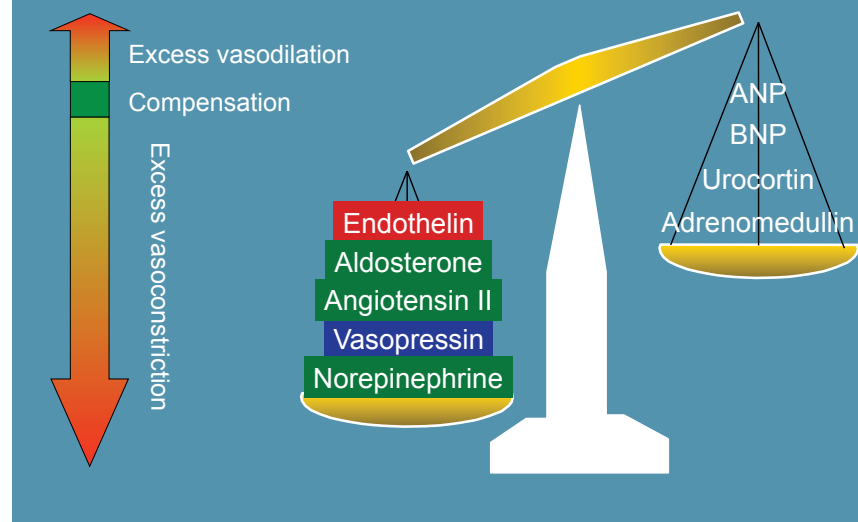 Excess vasodilation
Compensation
Excess vasoconstriction
Endothelin
Aldosterone
Angiotensin II
Vasopressin
Norepinephrine
ANP
BNP
Urocortin
Adrenomedullin